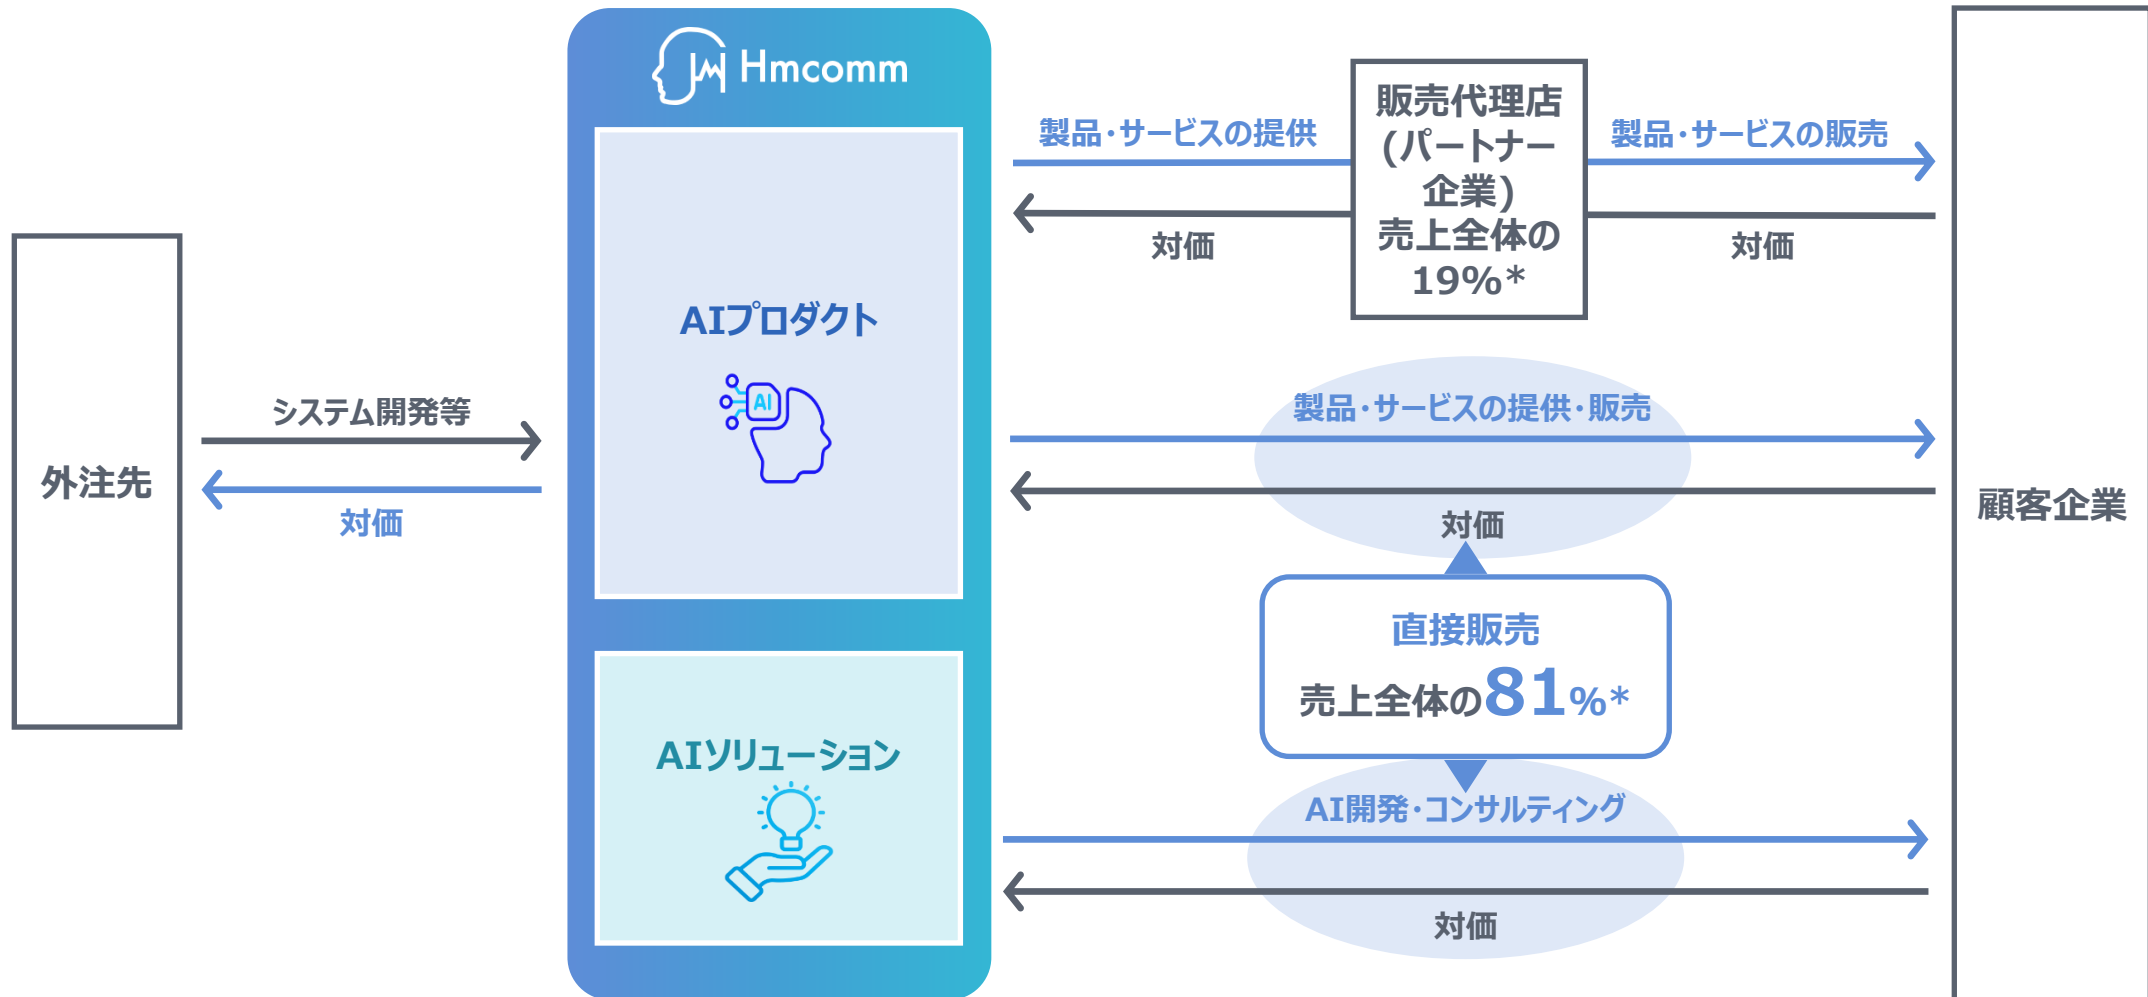 Hmcomm
外注先
システム開発等
対価
AIプロダクト
AI
AIソリューション
製品・サービスの提供
対価
販売代理店
(パートナー
企業)
売上全体の
19%*
製品・サービスの販売
対価
製品・サービスの提供・販売
対価
直接販売
売上全体の81%*
AI開発・コンサルティング
対価
顧客企業